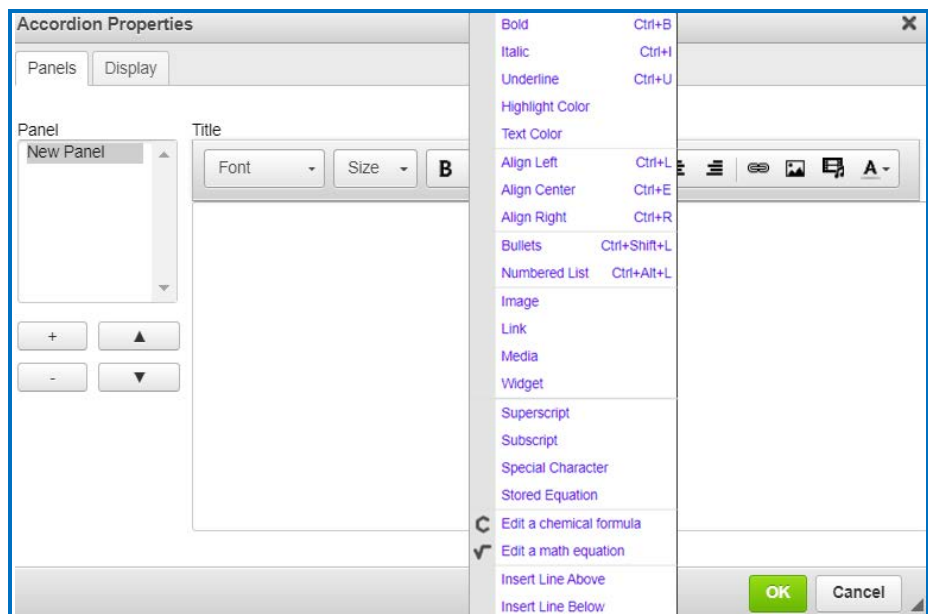 Accordion Properties
Panels Display
Panel Title
New Panel
Font Size B A
+
-
Bold Ctrl+B
Italic Ctrl+I
Underline Ctrl+U
Highlight Color
Text Color
Align Left Ctrl+L
Align Center Ctrl+E
Align Right Ctrl+R
Bullets Ctrl+Shift+L
Numbered List Ctrl+Alt+L
Image
Link
Media
Widget
Superscript
Subscript
Special Character
Stored Equation
Edit a chemical formula
Edit a math equation
Insert Line Above
Insert Line Below
OK Cancel